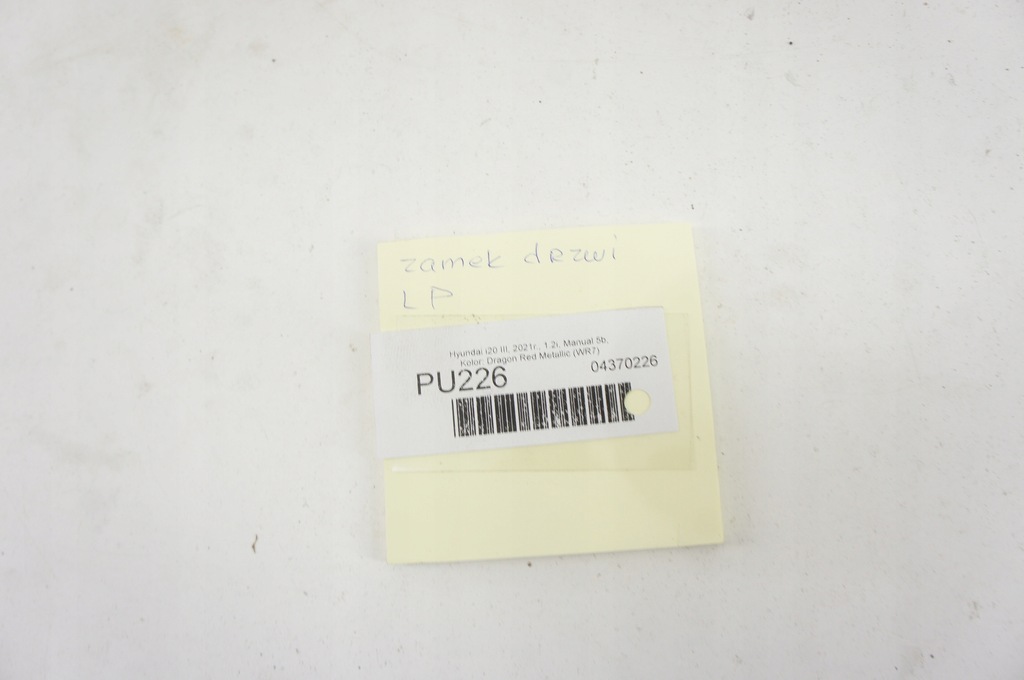 zamek drzwi
LP
Hyundai i20 III, 2021r., 1.2i, Manual 5b,
Kolor: Dragon Red Metallic (WR7)
PU226 04370226